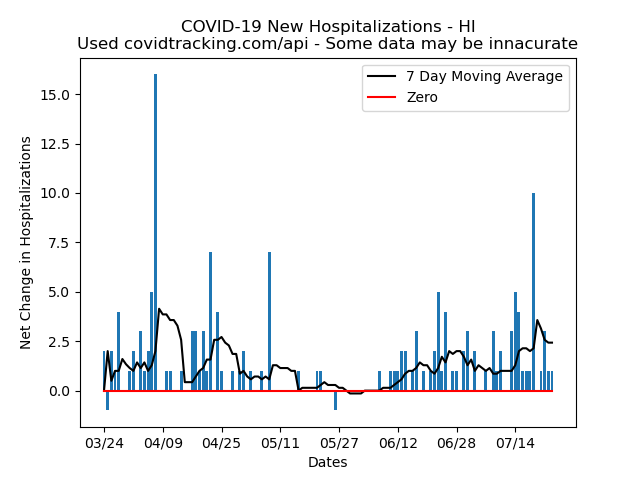 COVID-19 New Hospitalizations - HI
Used covidtracking.com/api - Some data may be innacurate
7 Day Moving Average
Zero
Net Change in Hospitalizations
15.0
12.5
10.0
7.5
5.0
2.5
0.0
03/24 04/09 04/25 05/11 05/27 06/12 06/28 07/14
Dates